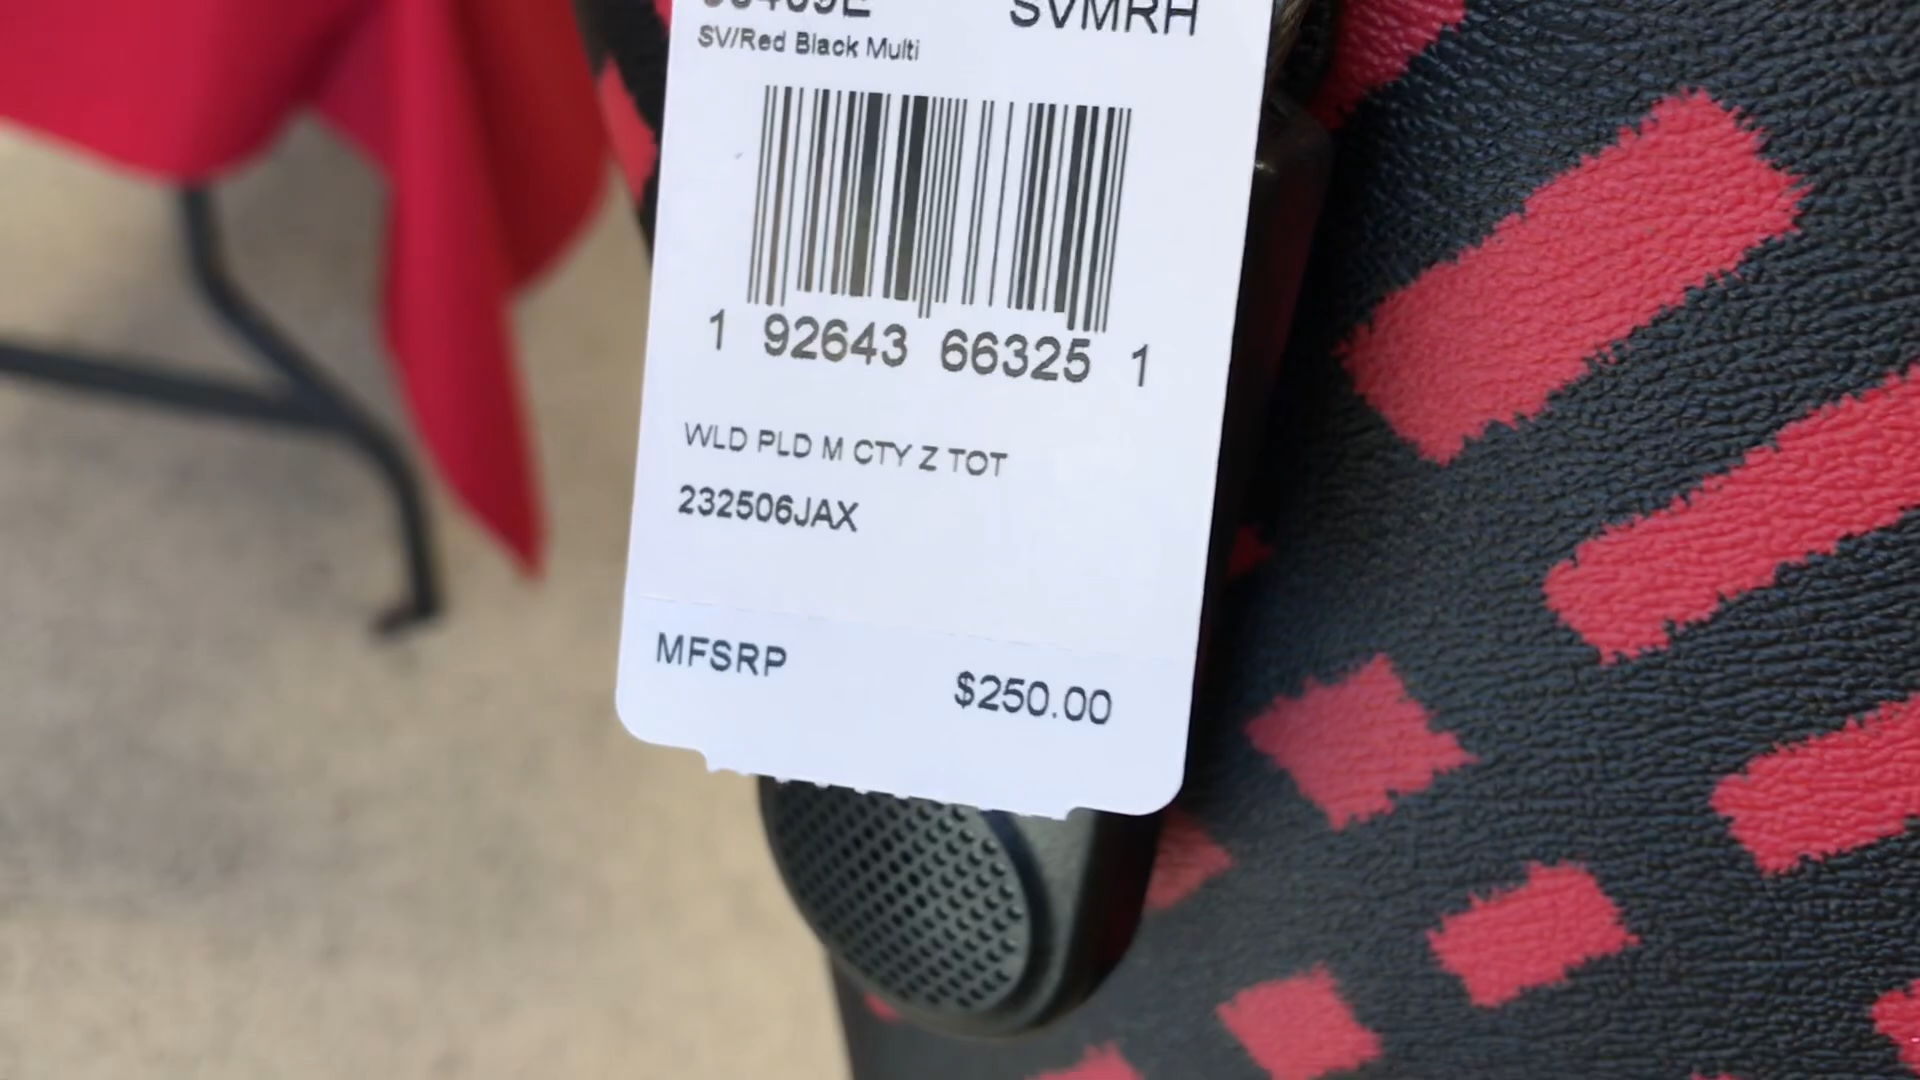 SVMRH
SV/Red Black Multi
1 92643 66325 1
WLD PLD M CTY Z TOT
232506JAX
MFSRP $250.00